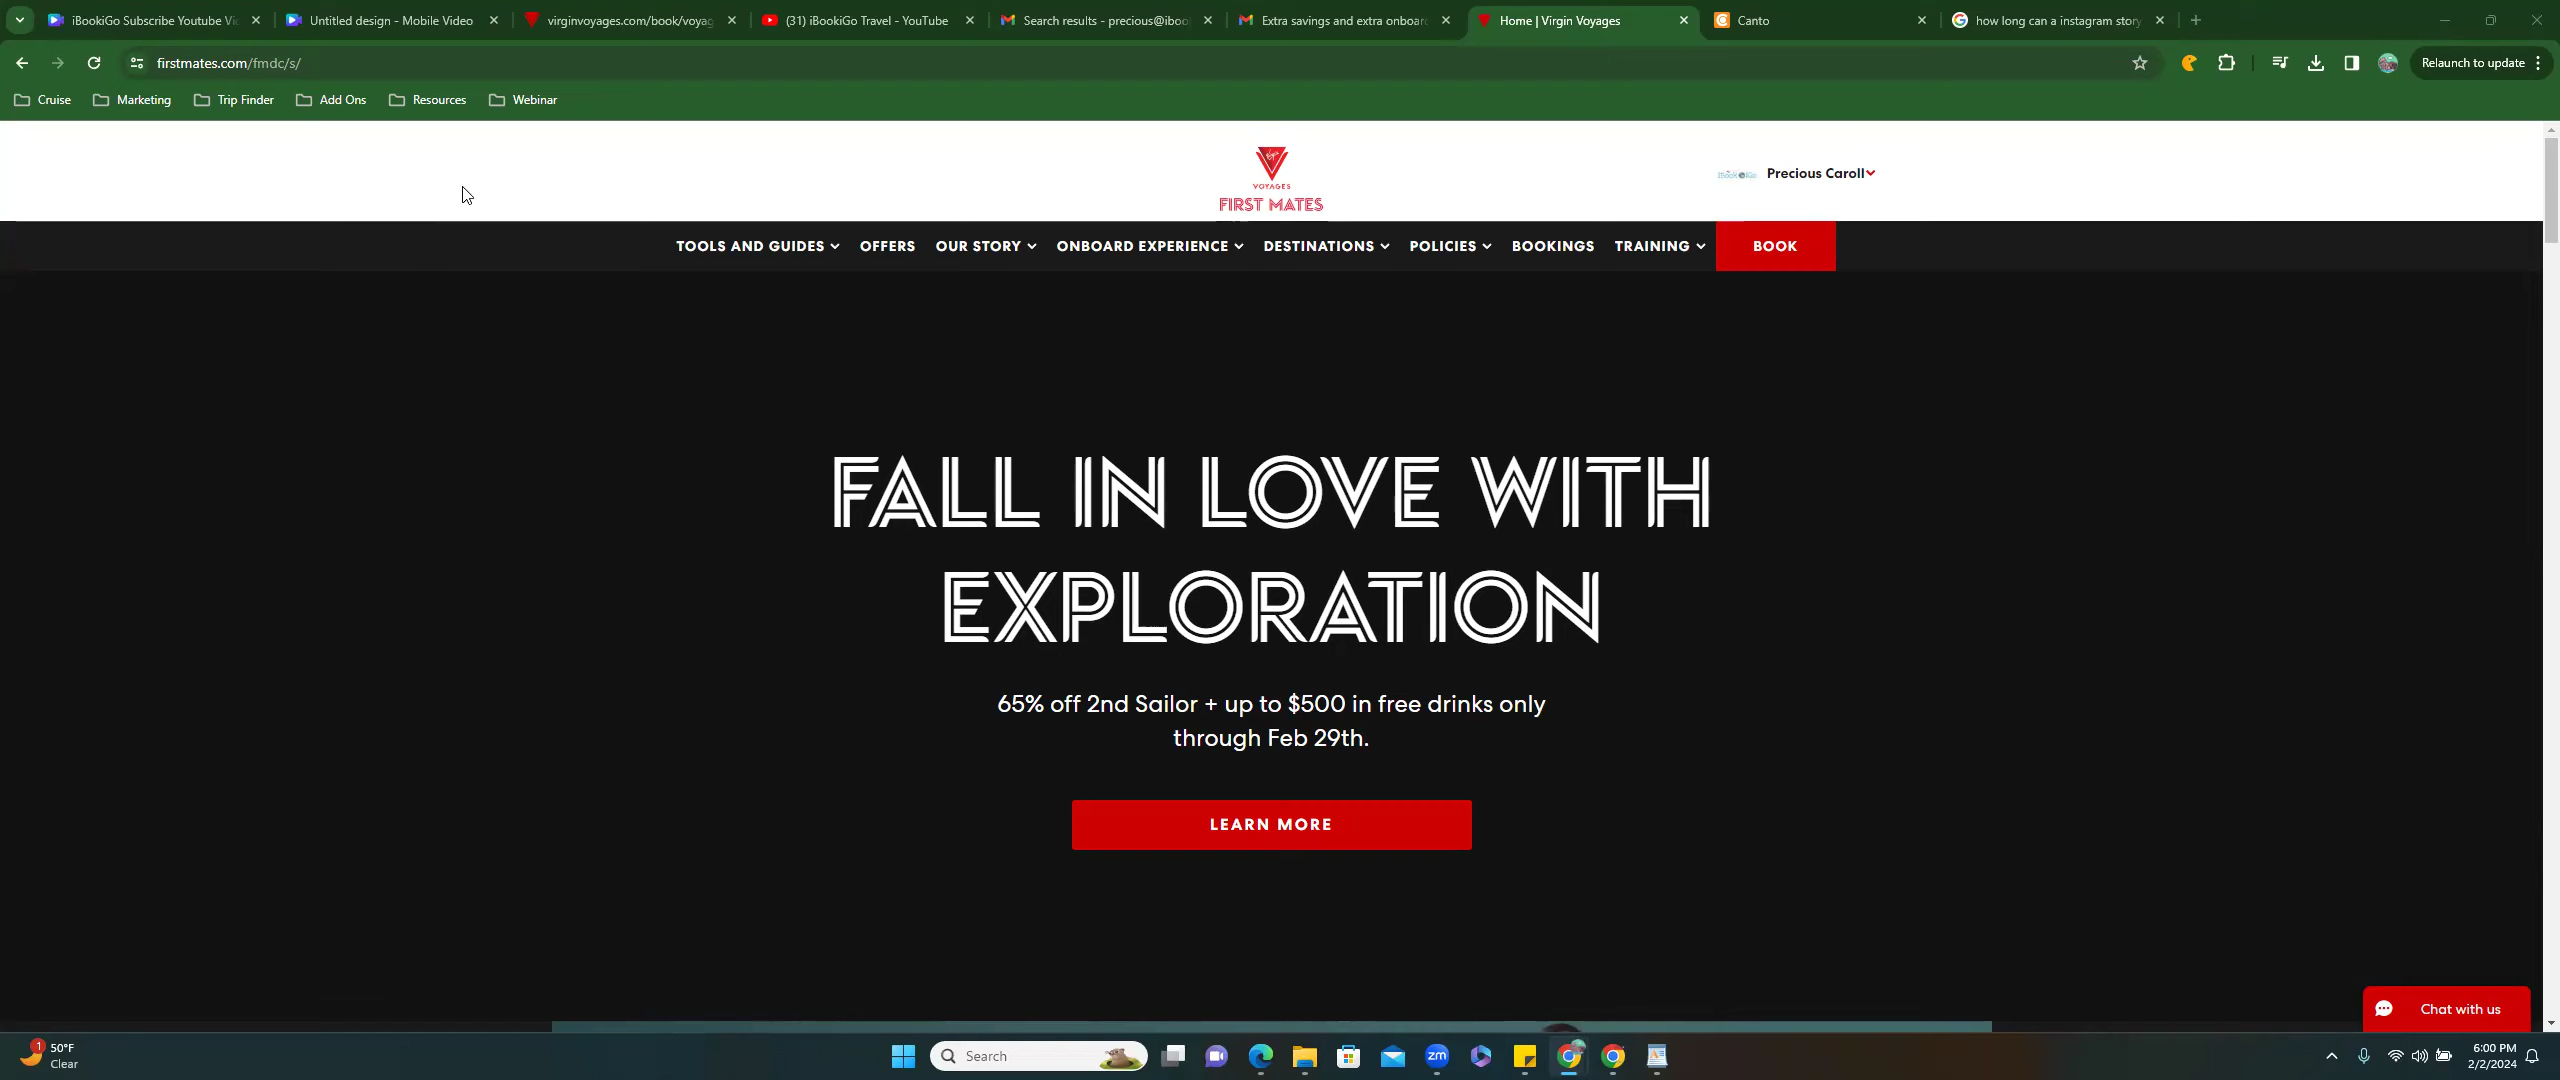 iBookiGo Subscribe Youtube Vi
Untitled design - Mobile Video
virginvoyages.com/book/voyag
(31) iBookiGo Travel - YouTube
Search results - precious@iboo
Extra savings and extra onboar
Home | Virgin Voyages
Canto
how long can a instagram story
firstmates.com/fmdc/s/
Relaunch to update
Cruise
Marketing
Trip Finder
Add Ons
Resources
Webinar
VOYAGES
FIRST MATES
iBookiGo
Precious Caroll
TOOLS AND GUIDES
OFFERS
OUR STORY
ONBOARD EXPERIENCE
DESTINATIONS
POLICIES
BOOKINGS
TRAINING
BOOK
FALL IN LOVE WITH
EXPLORATION
65% off 2nd Sailor + up to $500 in free drinks only
through Feb 29th.
LEARN MORE
Chat with us
1
50°F
Clear
Search
zm
6:00 PM
2/2/2024